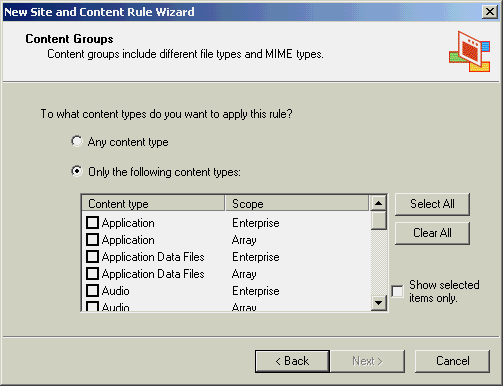 New Site and Content Rule Wizard
Content Groups
Content groups include different file types and MIME types.
To what content types do you want to apply this rule?
Any content type
Only the following content types:
Content type Scope
Application Enterprise
Application Array
Application Data Files Enterprise
Application Data Files Array
Audio Enterprise
Audio Array
Select All
Clear All
Show selected
items only.
< Back Next > Cancel